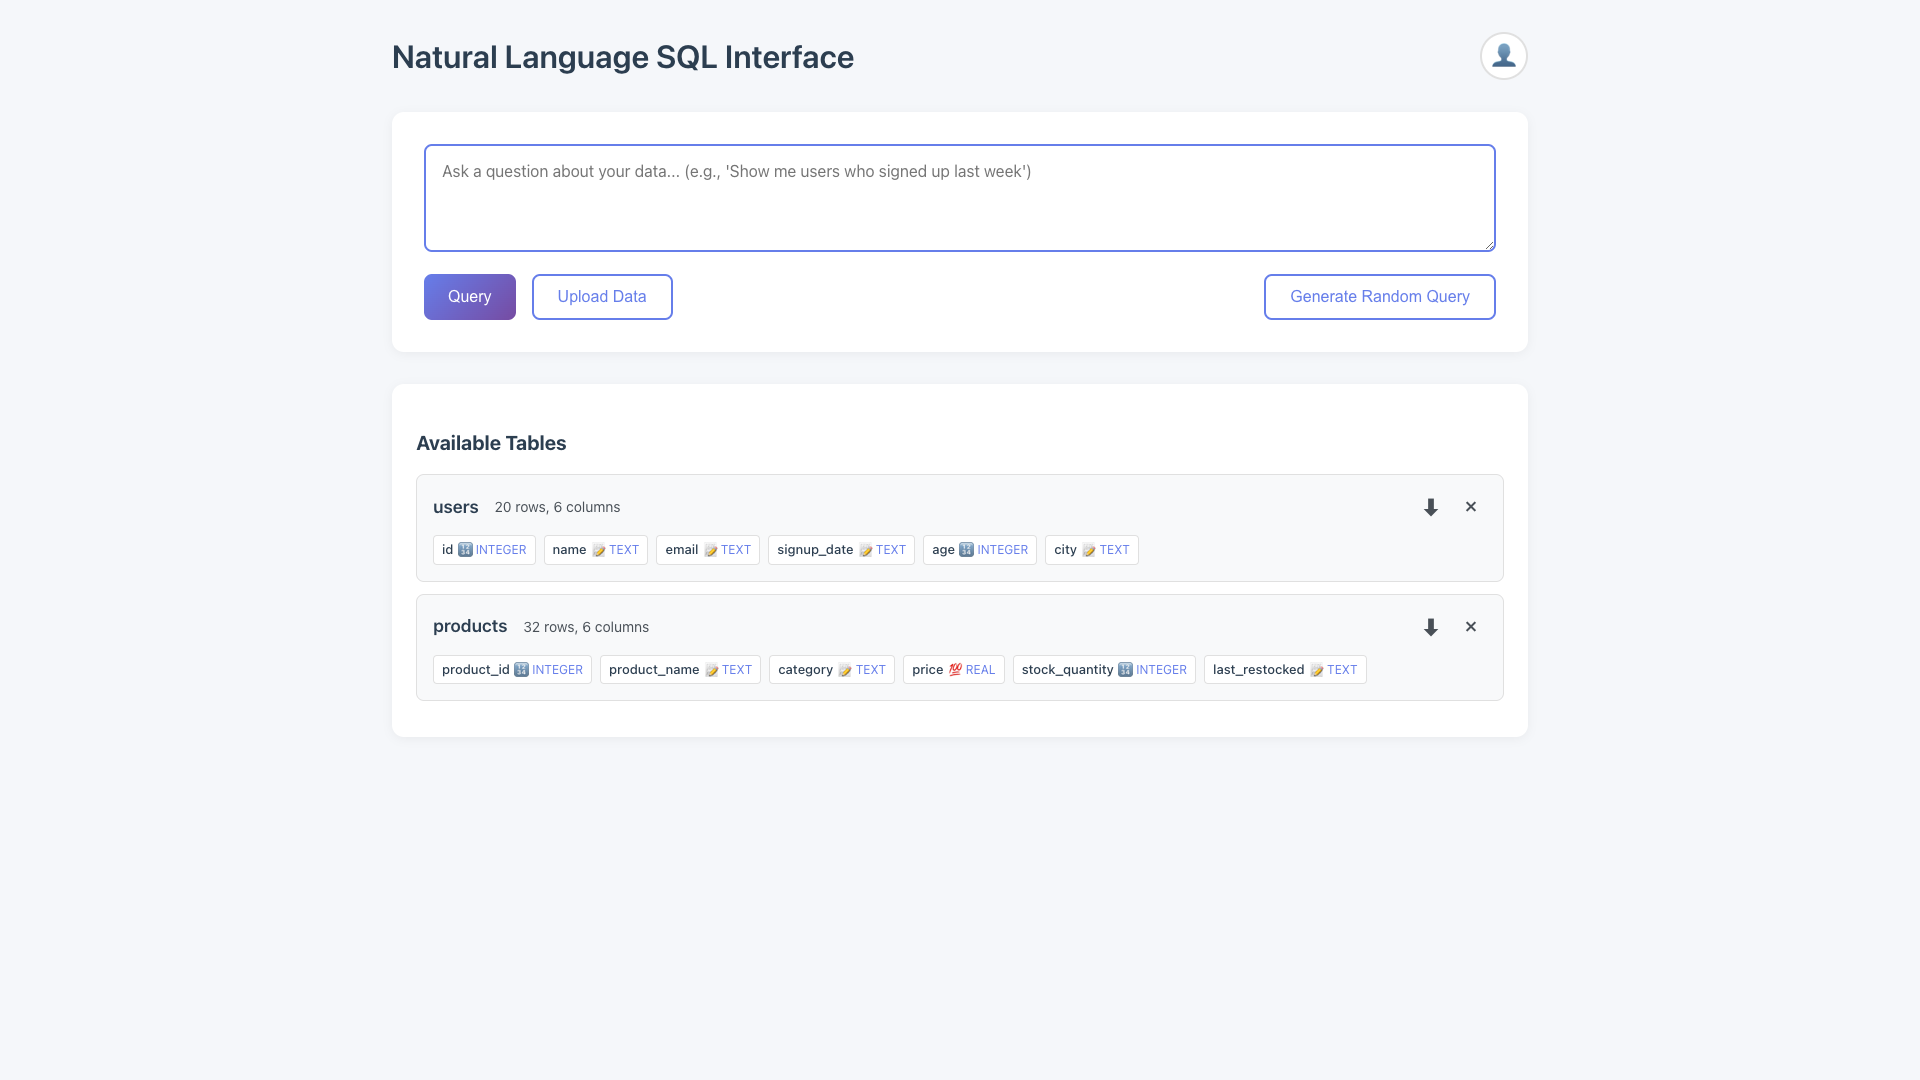 Natural Language SQL Interface
Ask a question about your data... (e.g., 'Show me users who signed up last week')
Query Upload Data Generate Random Query
Available Tables
users 20 rows, 6 columns
id INTEGER name TEXT email TEXT signup_date TEXT age INTEGER city TEXT
products 32 rows, 6 columns
product_id INTEGER product_name TEXT category TEXT price 💯 REAL stock_quantity INTEGER last_restocked TEXT